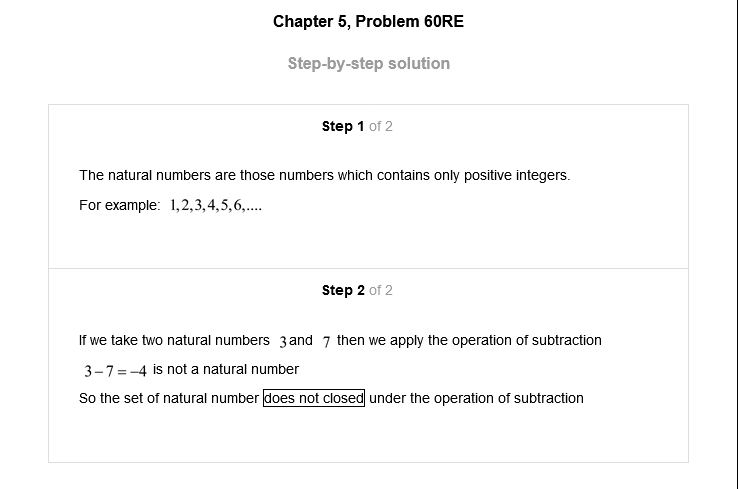 Chapter 5, Problem 60RE
Step-by-step solution
Step 1 of 2
The natural numbers are those numbers which contains only positive integers.
For example: 1,2,3,4,5,6,....
Step 2 of 2
If we take two natural numbers 3 and 7 then we apply the operation of subtraction
3−7=−4 is not a natural number
So the set of natural number does not closed under the operation of subtraction